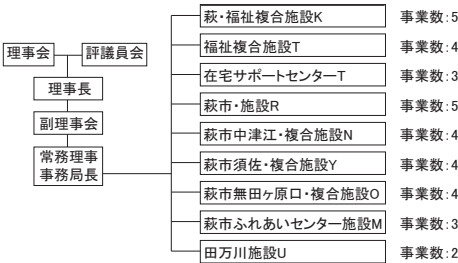 理事会
評議員会
理事長
副理事会
常務理事
事務局長
萩・福祉複合施設K 事業数:5
福祉複合施設T 事業数:4
在宅サポートセンターT 事業数:3
萩市・施設R 事業数:5
萩市中津江・複合施設N 事業数:4
萩市須佐・複合施設Y 事業数:4
萩市無田ヶ原口・複合施設O 事業数:4
萩市ふれあいセンター施設M 事業数:3
田万川施設U 事業数:2